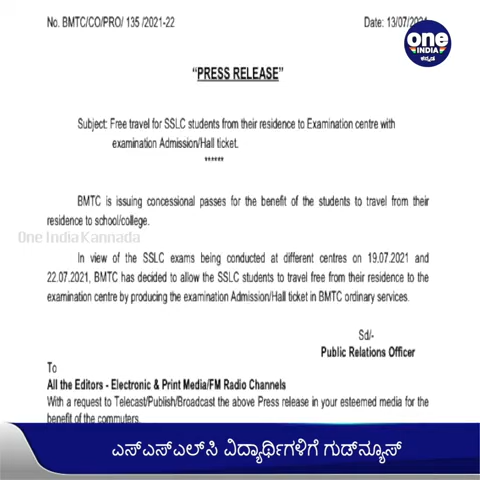 No. BMTC/CO/PRO/ 135 /2021-22
Date: 13/07/2021
one
INDIA
ಕನ್ನಡ
“PRESS RELEASE”
Subject: Free travel for SSLC students from their residence to Examination centre with
examination Admission/Hall ticket.
******
BMTC is issuing concessional passes for the benefit of the students to travel from their
residence to school/college.
One India Kannada
In view of the SSLC exams being conducted at different centres on 19.07.2021 and
22.07.2021, BMTC has decided to allow the SSLC students to travel free from their residence to the
examination centre by producing the examination Admission/Hall ticket in BMTC ordinary services.
Sd/-
Public Relations Officer
To
All the Editors - Electronic & Print Media/FM Radio Channels
With a request to Telecast/Publish/Broadcast the above Press release in your esteemed media for the
benefit of the commuters.
ಎಸ್ಎಸ್ಎಲ್‌ಸಿ ವಿದ್ಯಾರ್ಥಿಗಳಿಗೆ ಗುಡ್‌ನ್ಯೂಸ್